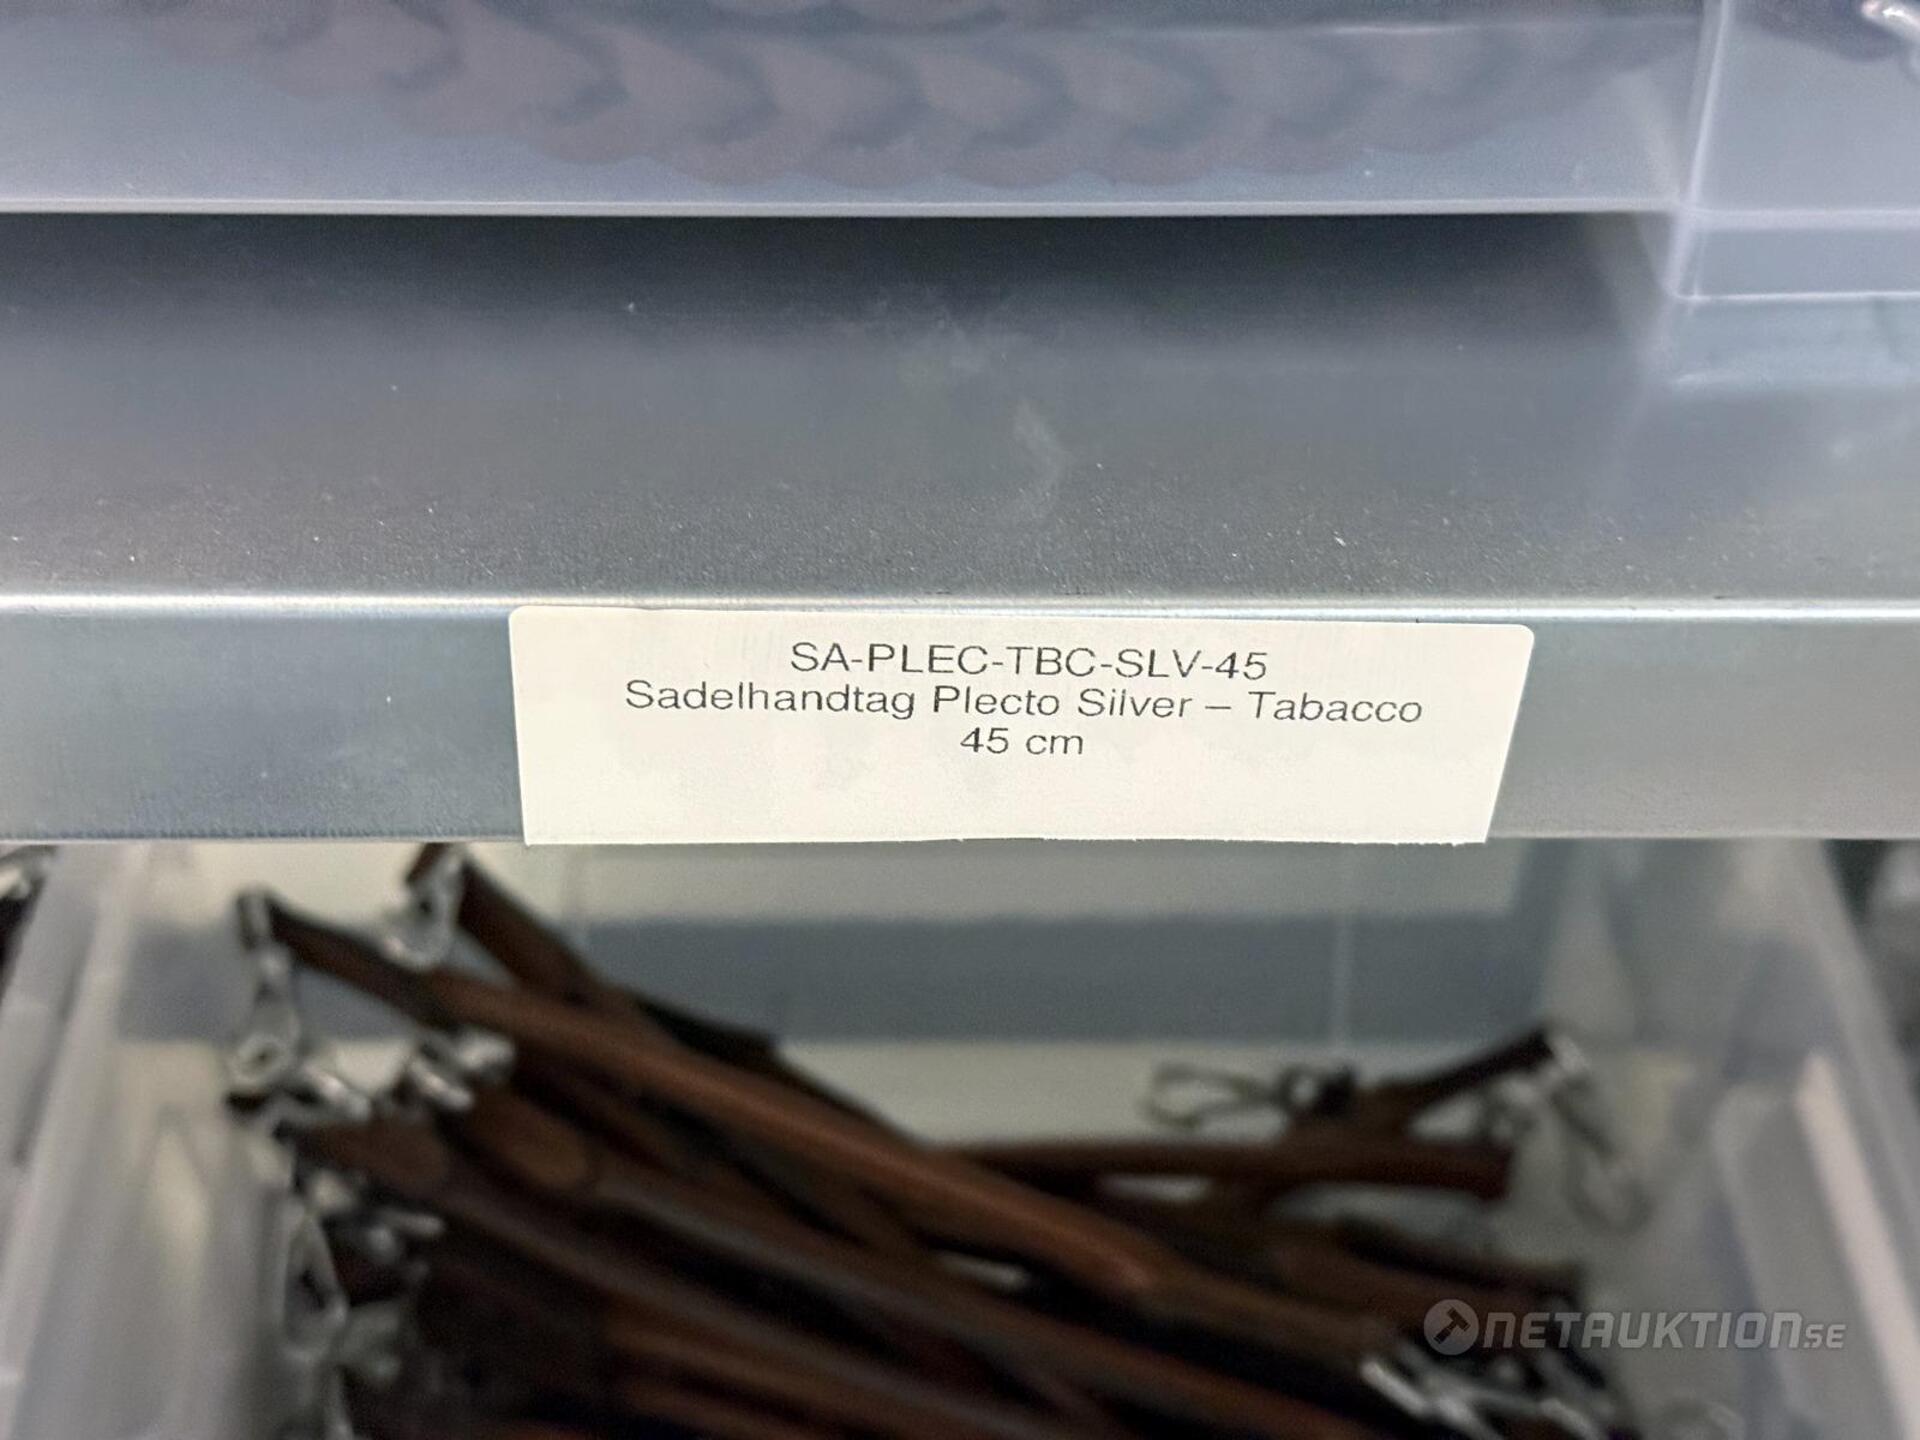 SA-PLEC-TBC-SLV-45
Sadelhandtag Plecto Silver – Tabacco
45 cm
NETAUKTION.SE